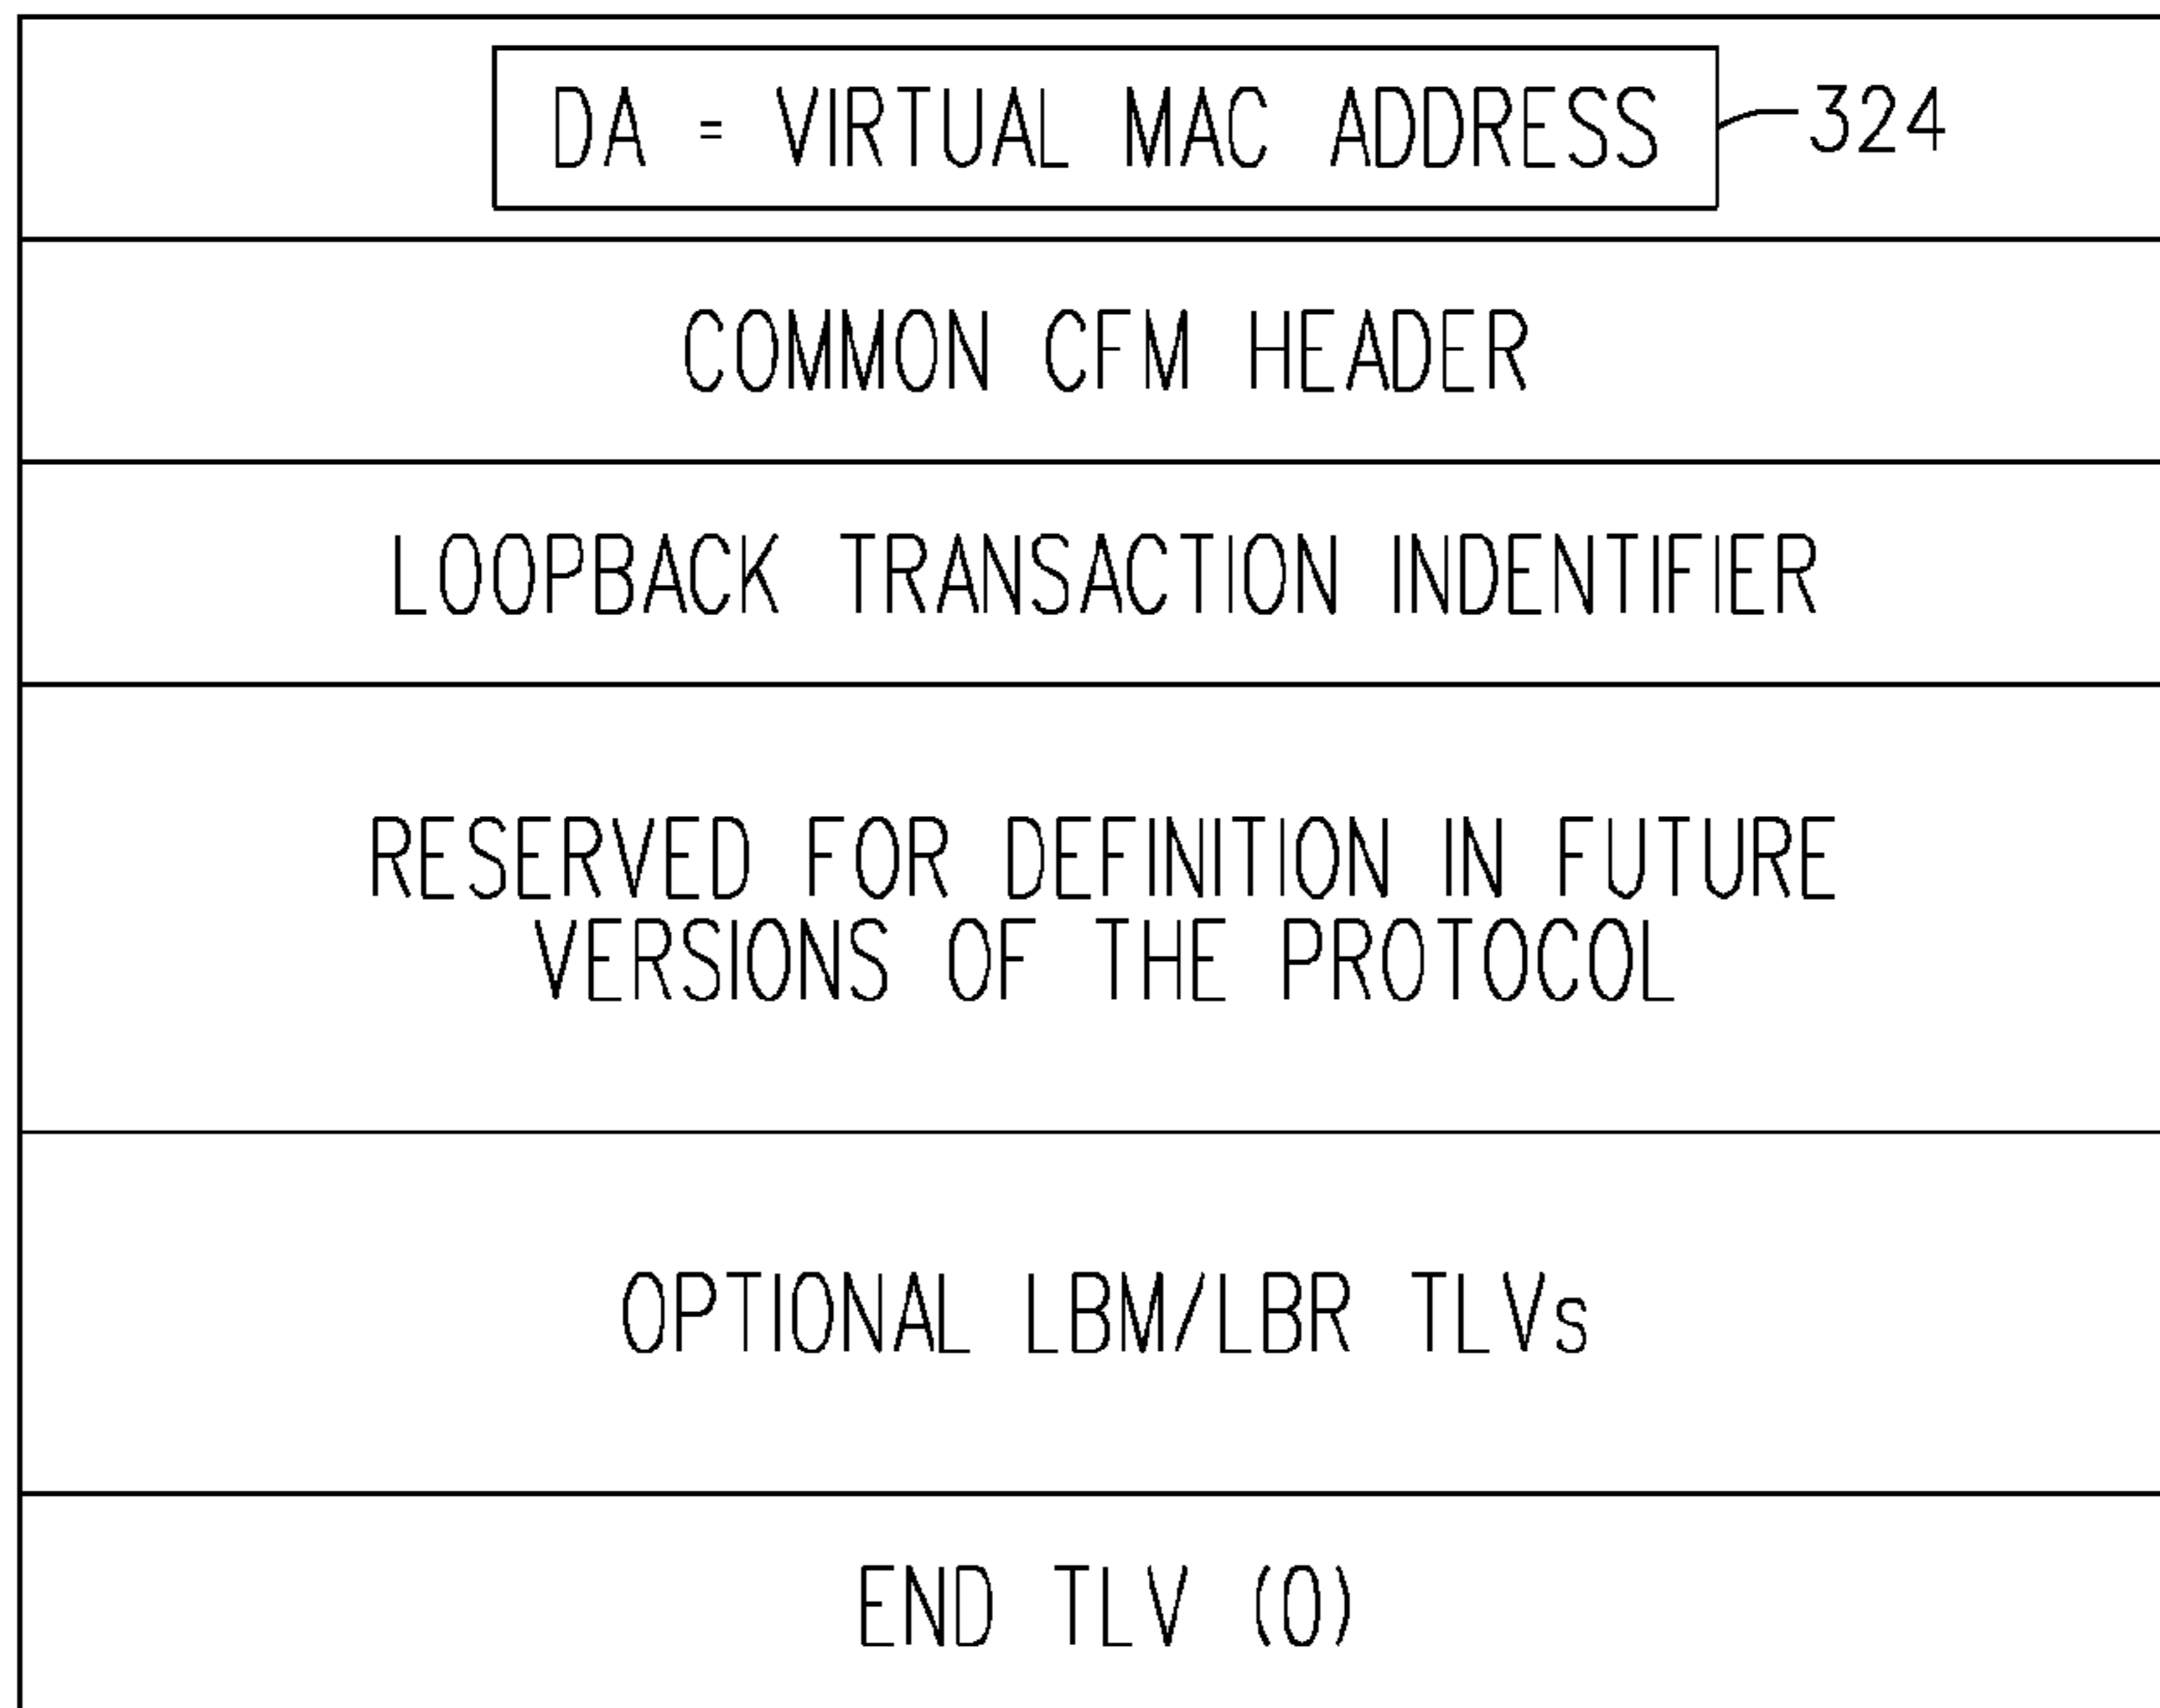 DA = VIRTUAL MAC ADDRESS 324
COMMON CFM HEADER
LOOPBACK TRANSACTION INDENTIFIER
RESERVED FOR DEFINITION IN FUTURE
VERSIONS OF THE PROTOCOL
OPTIONAL LBM/LBR TLVs
END TLV (0)